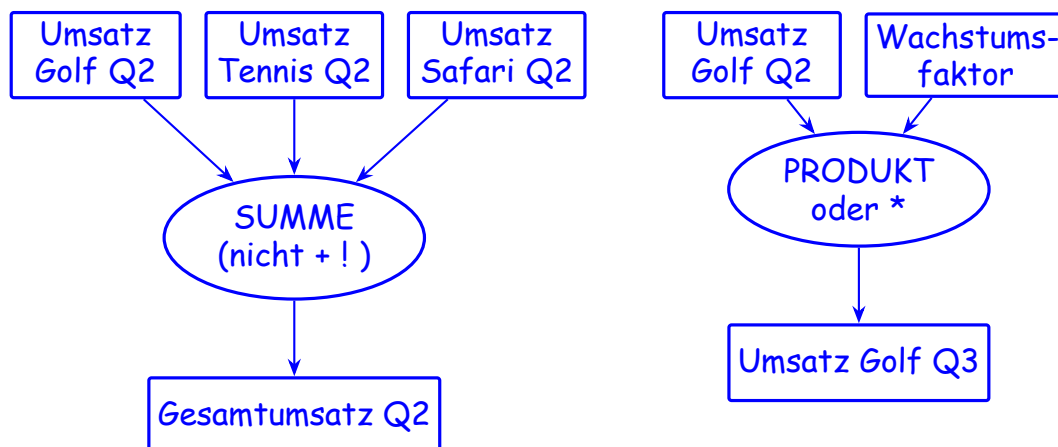 Umsatz
Golf Q2
Umsatz
Tennis Q2
Umsatz
Safari Q2
SUMME
(nicht + ! )
Gesamtumsatz Q2
Umsatz
Golf Q2
Wachstums-
faktor
PRODUKT
oder *
Umsatz Golf Q3